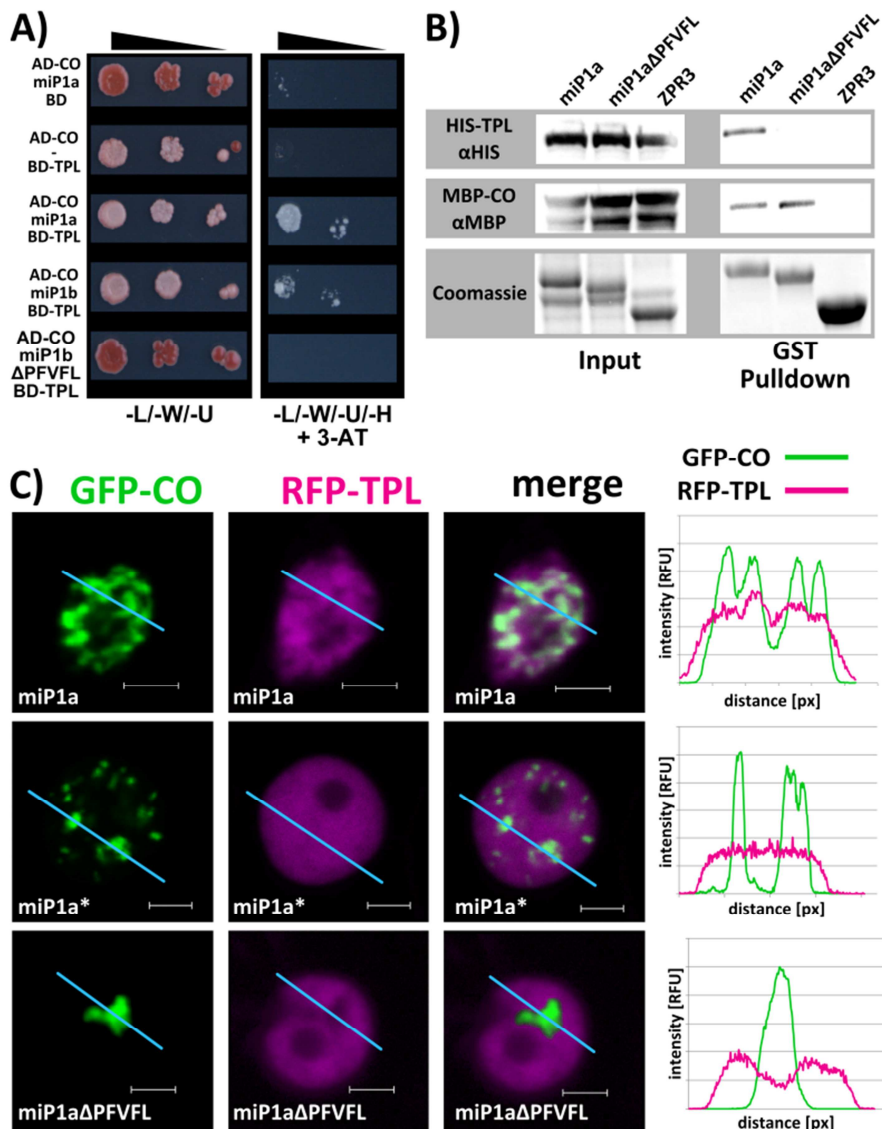 A)
AD-CO
miP1a
BD
AD-CO
-
BD-TPL
AD-CO
miP1a
BD-TPL
AD-CO
miP1b
BD-TPL
AD-CO
miP1b
ΔPFVFL
BD-TPL
-L/-W/-U
-L/-W/-U/-H
+ 3-AT
B)
miP1a
miP1aΔPFVFL
ZPR3
miP1a
miP1aΔPFVFL
ZPR3
HIS-TPL
αHIS
MBP-CO
αMBP
Coomassie
Input
GST
Pulldown
C)
GFP-CO
RFP-TPL
merge
GFP-CO
RFP-TPL
miP1a
miP1a
miP1a
intensity [RFU]
distance [px]
miP1a*
miP1a*
miP1a*
intensity [RFU]
distance [px]
miP1aΔPFVFL
miP1aΔPFVFL
miP1aΔPFVFL
intensity [RFU]
distance [px]